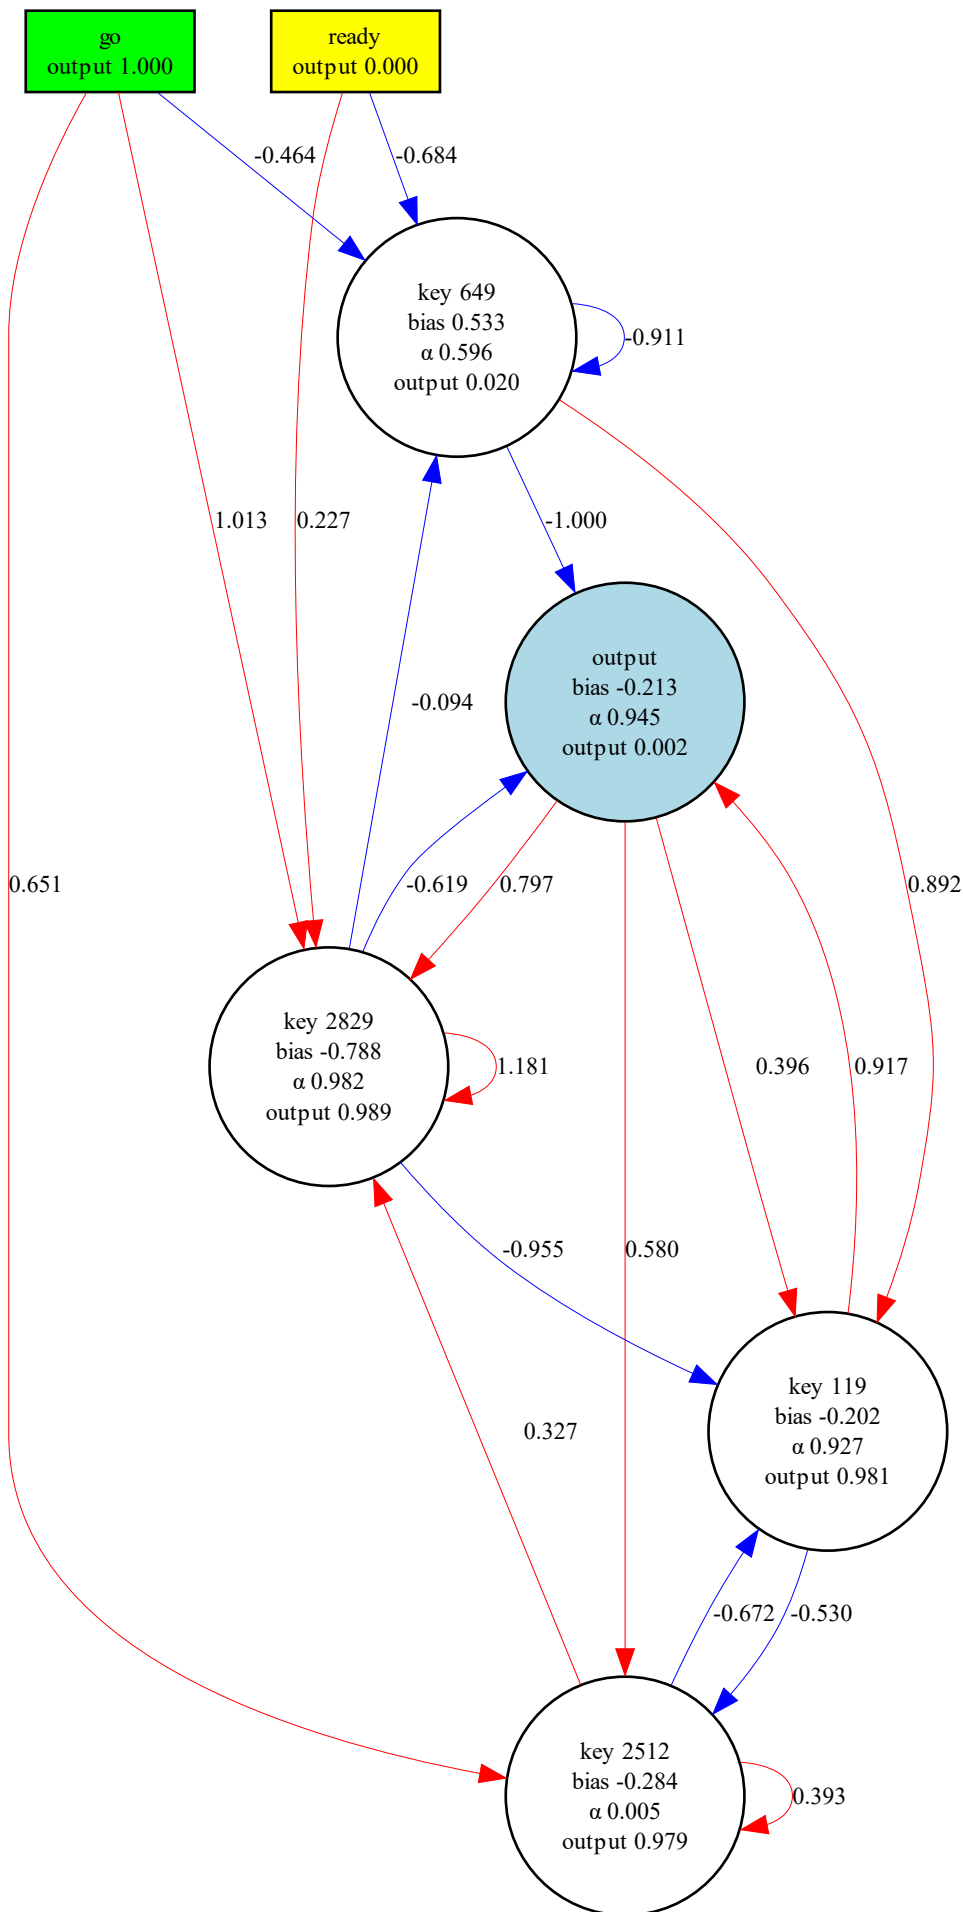 go
output 1.000
ready
output 0.000
-0.464
-0.684
key 649
bias 0.533
α 0.596
output 0.020
-0.911
1.013
0.227
-1.000
output
bias -0.213
α 0.945
output 0.002
-0.094
0.651
-0.619
0.797
0.892
key 2829
bias -0.788
α 0.982
output 0.989
1.181
0.396
0.917
-0.955
0.580
key 119
bias -0.202
α 0.927
output 0.981
0.327
-0.672
-0.530
key 2512
bias -0.284
α 0.005
output 0.979
0.393